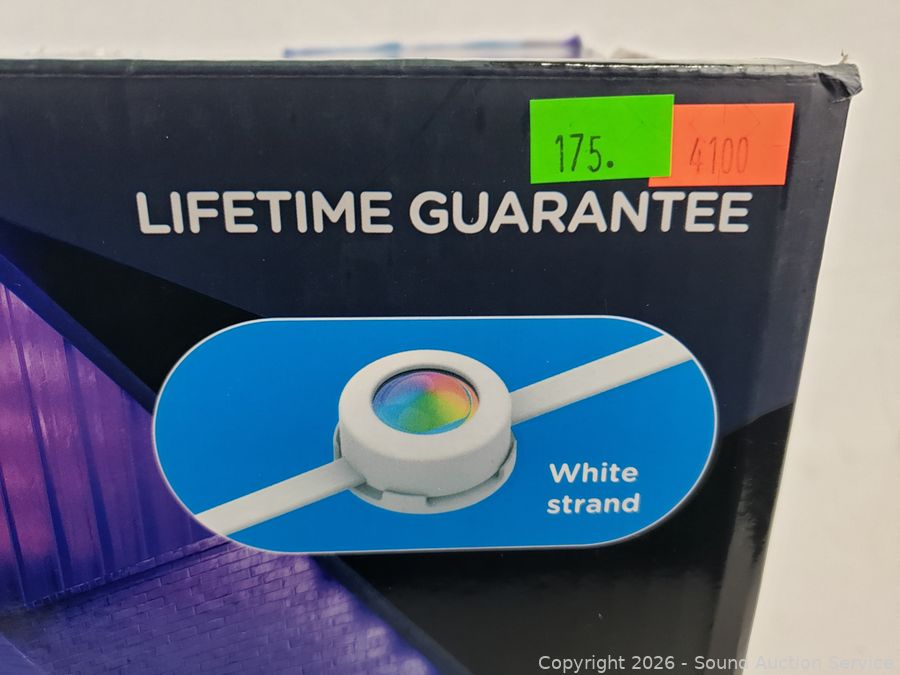 175.
4100
LIFETIME GUARANTEE
White
strand
Copyright 2026 - Sound Auction Service